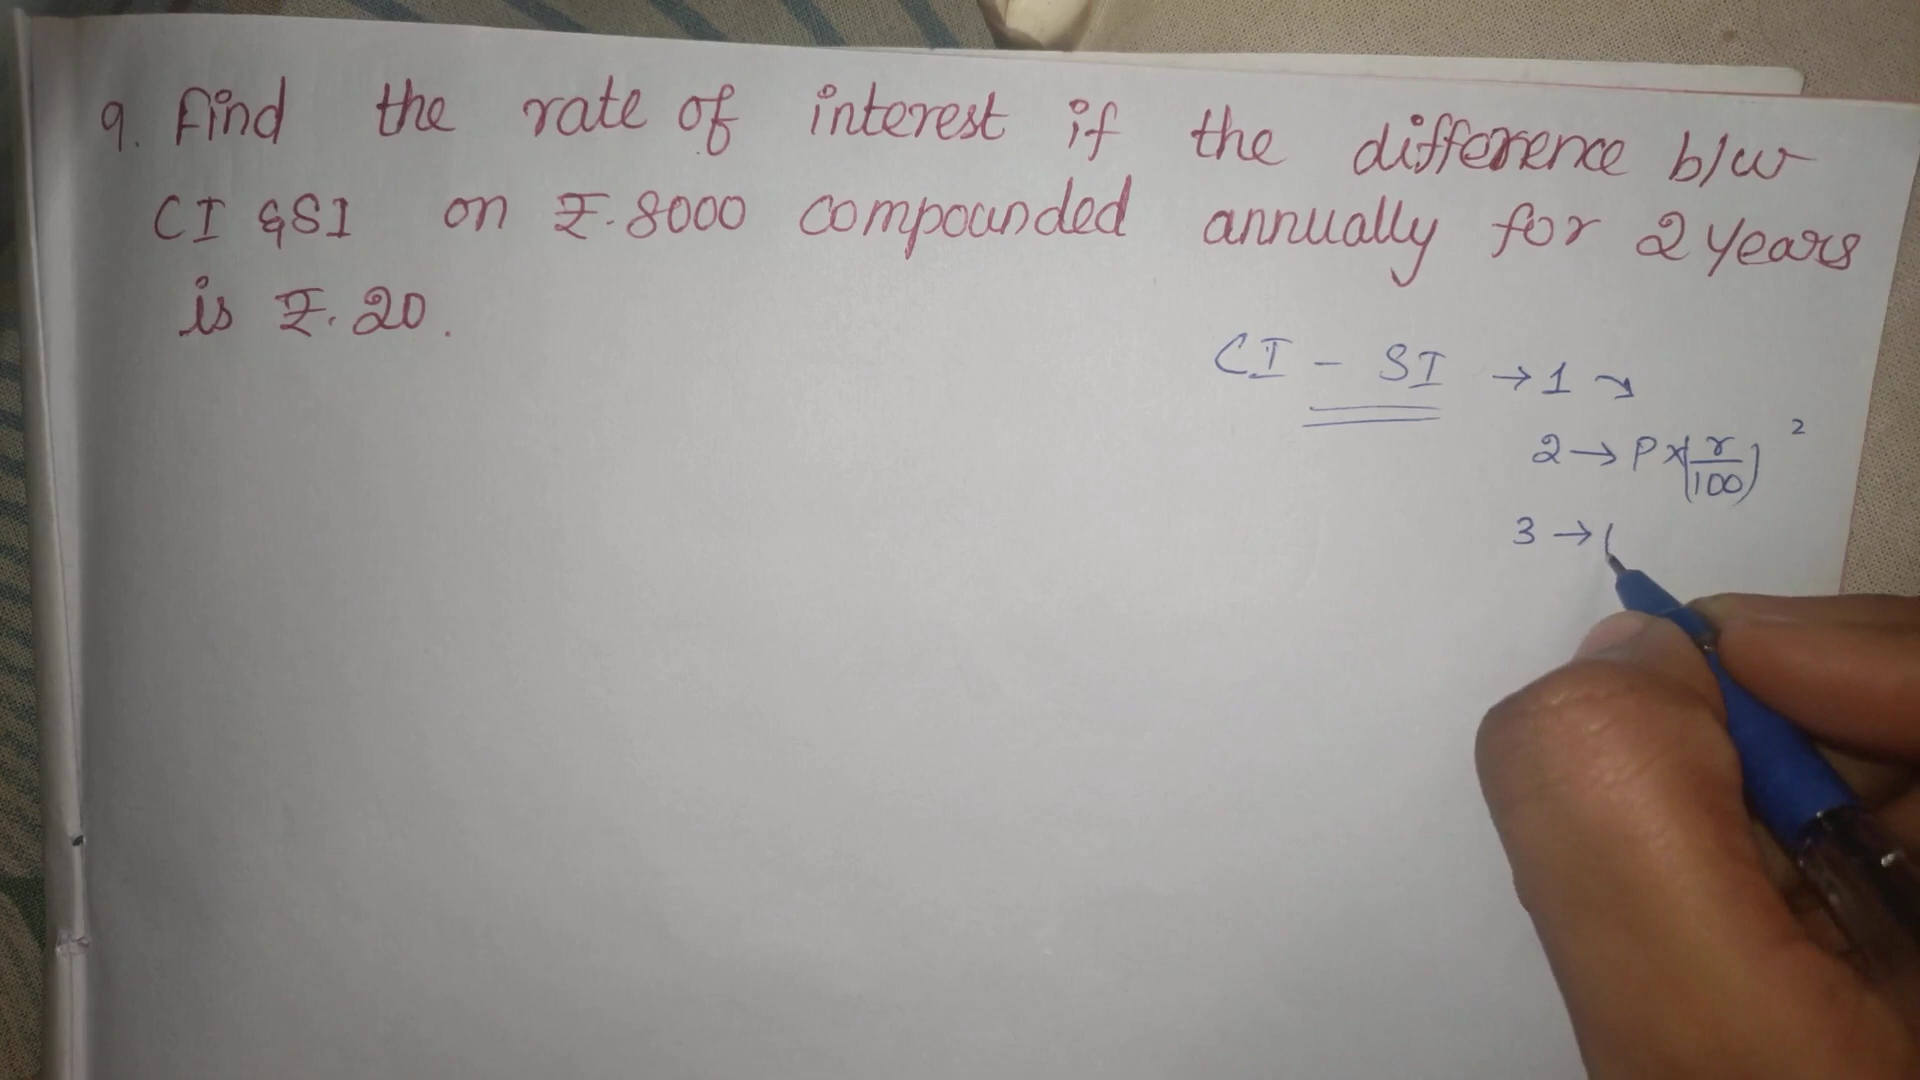 9. Find the rate of interest if the difference b/w
CI & SI on ₹.8000 compounded annually for 2 years
is ₹.20.
CI - SI → 1 →
2 → P×(r/100)²
3 → (